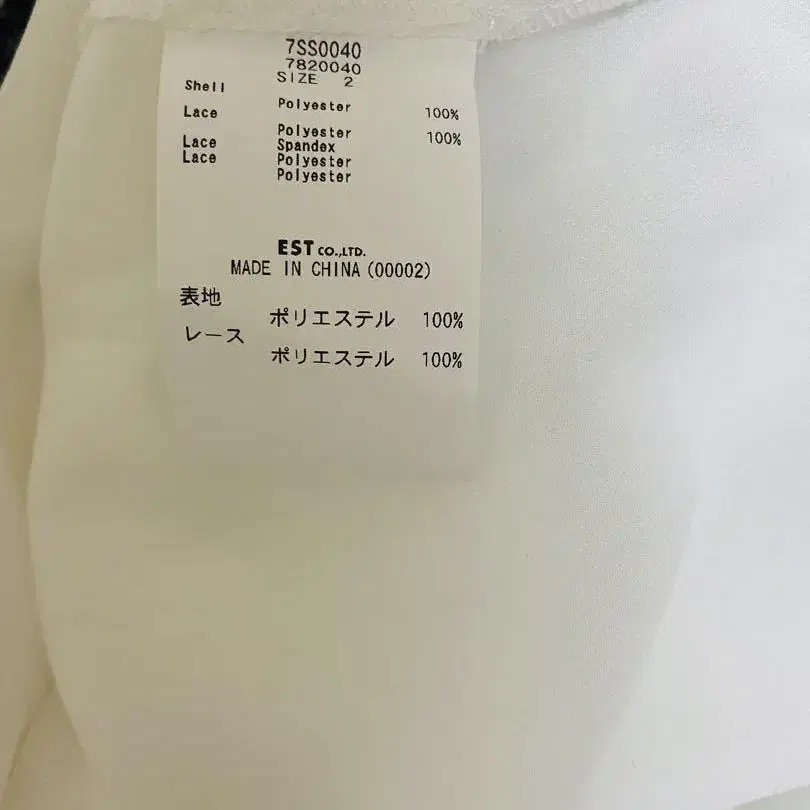 7SS0040
7820040
SIZE 2
Shell
Polyester 100%
Lace
Polyester 100%
Lace Spandex
Lace Polyester
Polyester
EST CO.,LTD.
MADE IN CHINA (00002)
表地
ポリエステル 100%
レース
ポリエステル 100%